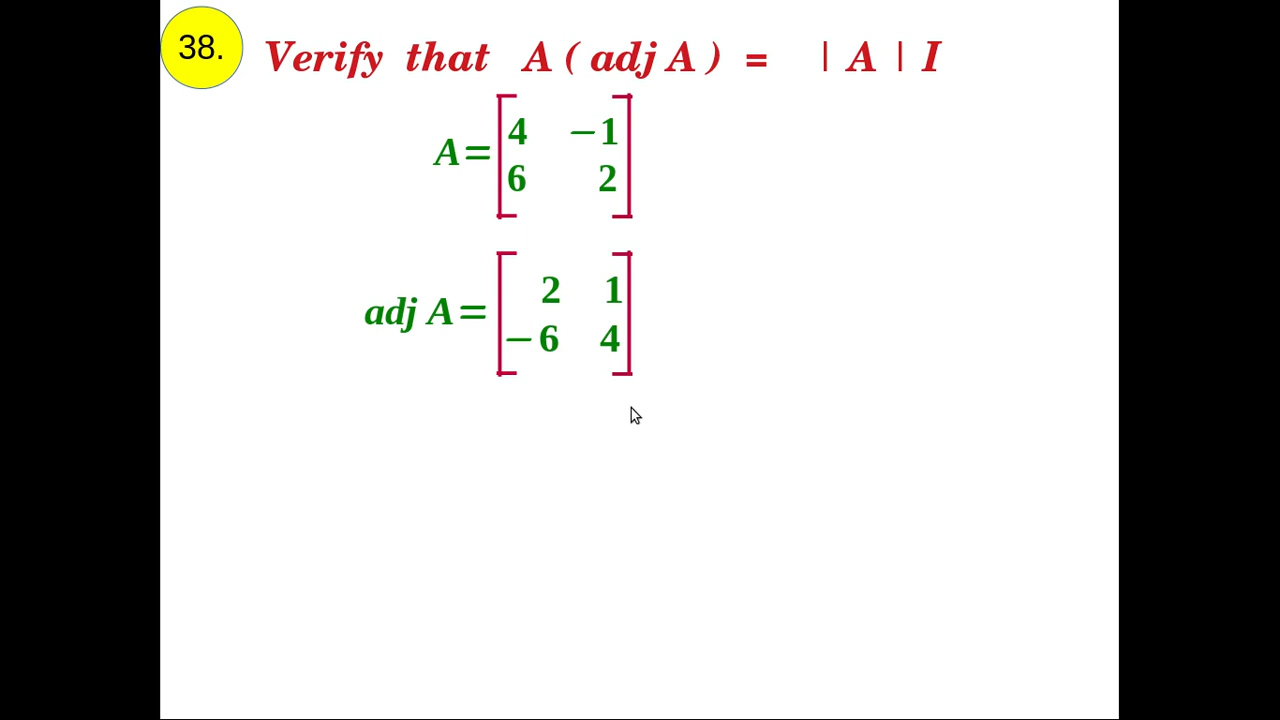 38. Verify that A ( adj A ) = | A | I
A = [ 4 −1
6 2 ]
adj A = [ 2 1
−6 4 ]